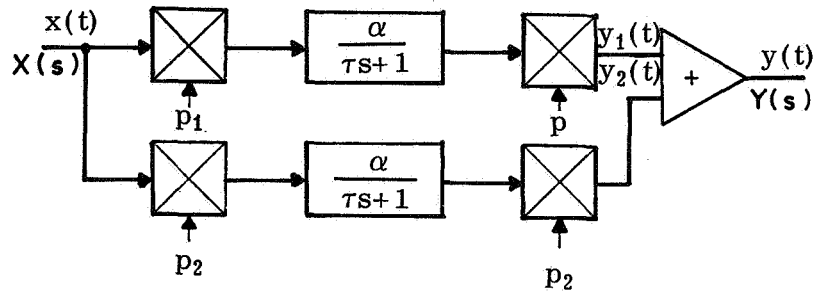 x(t)
X(s)
α
τs+1
p₁
p
y₁(t)
y₂(t)
+
y(t)
Y(s)
α
τs+1
p₂
p₂